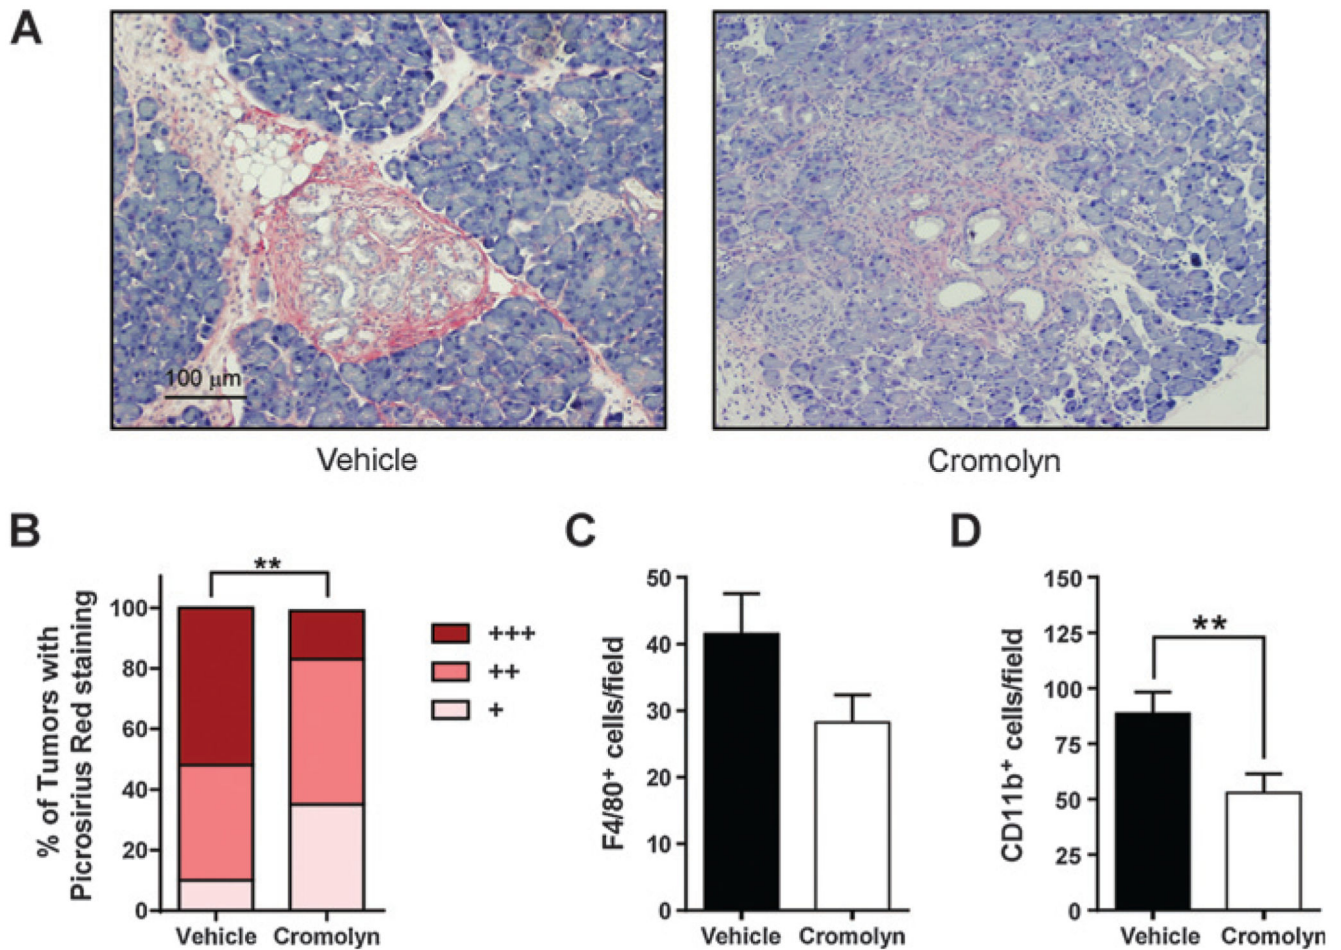 A
Vehicle
Cromolyn
100 μm
B
% of Tumors with
Picrosirius Red staining
100
80
60
40
20
0
**
Vehicle
Cromolyn
+++
++
+
C
F4/80⁺ cells/field
50
40
30
20
10
0
Vehicle
Cromolyn
D
CD11b⁺ cells/field
150
125
100
75
50
25
0
**
Vehicle
Cromolyn